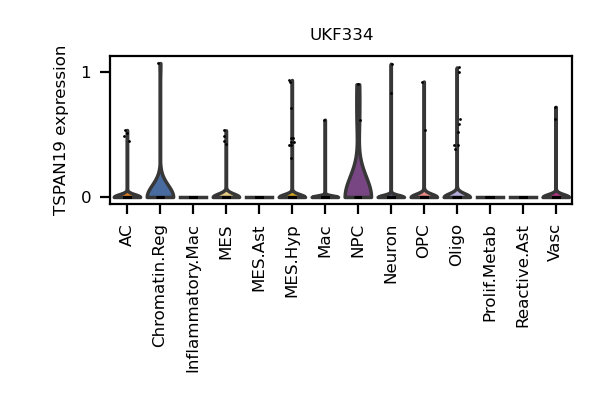 UKF334
TSPAN19 expression
1
0
AC
Chromatin.Reg
Inflammatory.Mac
MES
MES.Ast
MES.Hyp
Mac
NPC
Neuron
OPC
Oligo
Prolif.Metab
Reactive.Ast
Vasc